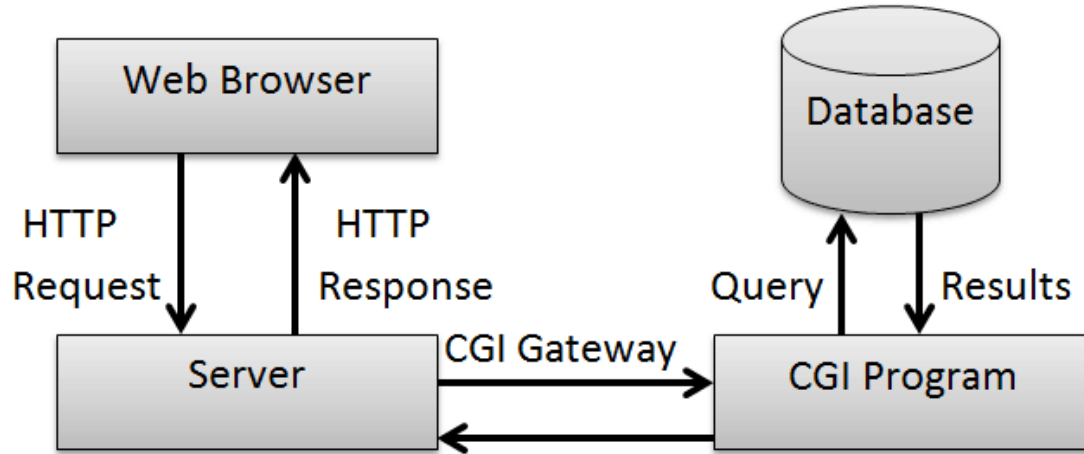 Web Browser
Database
HTTP
Request
HTTP
Response
Query
Results
Server
CGI Gateway
CGI Program